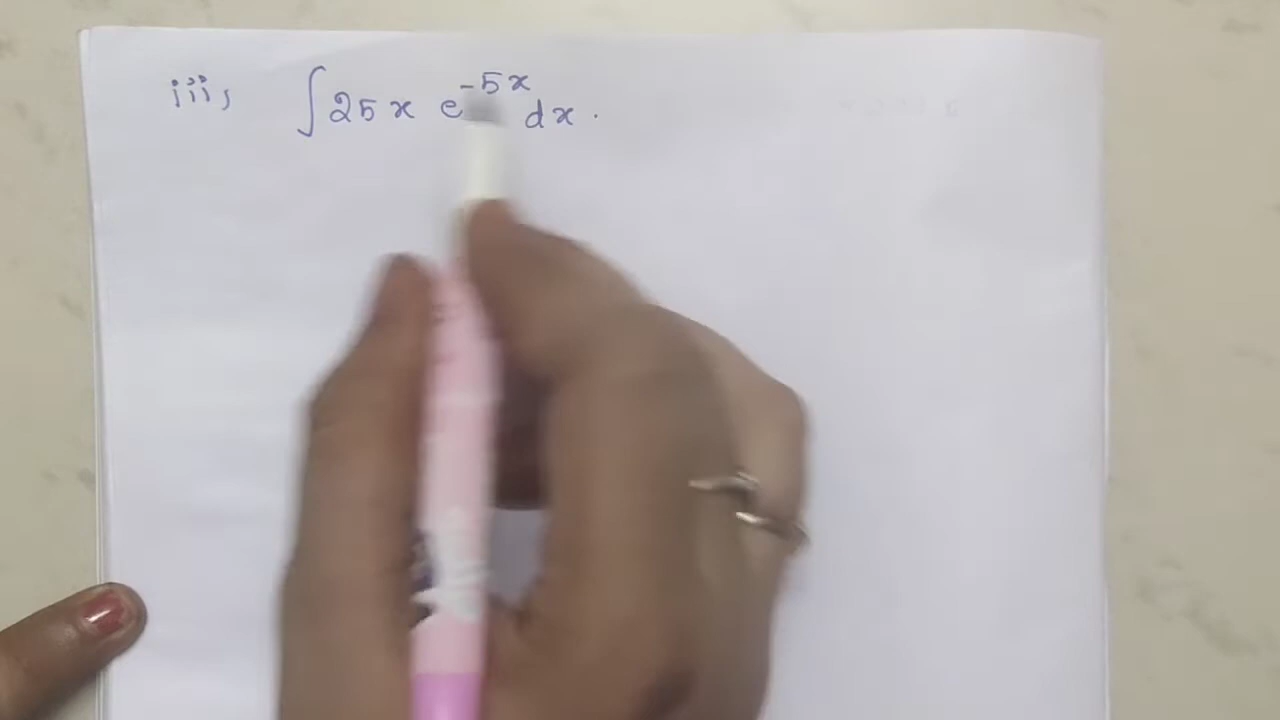 iii, ∫25x e^{-5x} dx.